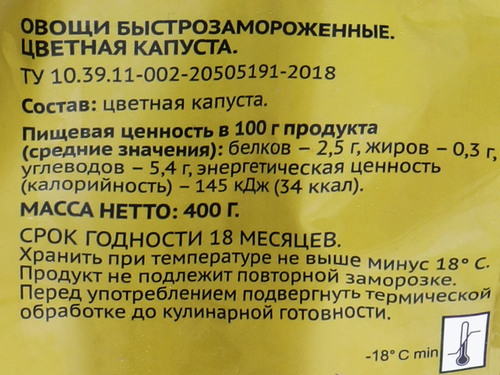 ОВОЩИ БЫСТРОЗАМОРОЖЕННЫЕ.
ЦВЕТНАЯ КАПУСТА.
ТУ 10.39.11-002-20505191-2018
Состав: цветная капуста.
Пищевая ценность в 100 г продукта
(средние значения): белков – 2,5 г, жиров – 0,3 г,
углеводов – 5,4 г, энергетическая ценность
(калорийность) – 145 кДж (34 ккал).
МАССА НЕТТО: 400 Г.
СРОК ГОДНОСТИ 18 МЕСЯЦЕВ.
Хранить при температуре не выше минус 18° С.
Продукт не подлежит повторной заморозке.
Перед употреблением подвергнуть термической
обработке до кулинарной готовности.
-18° C min